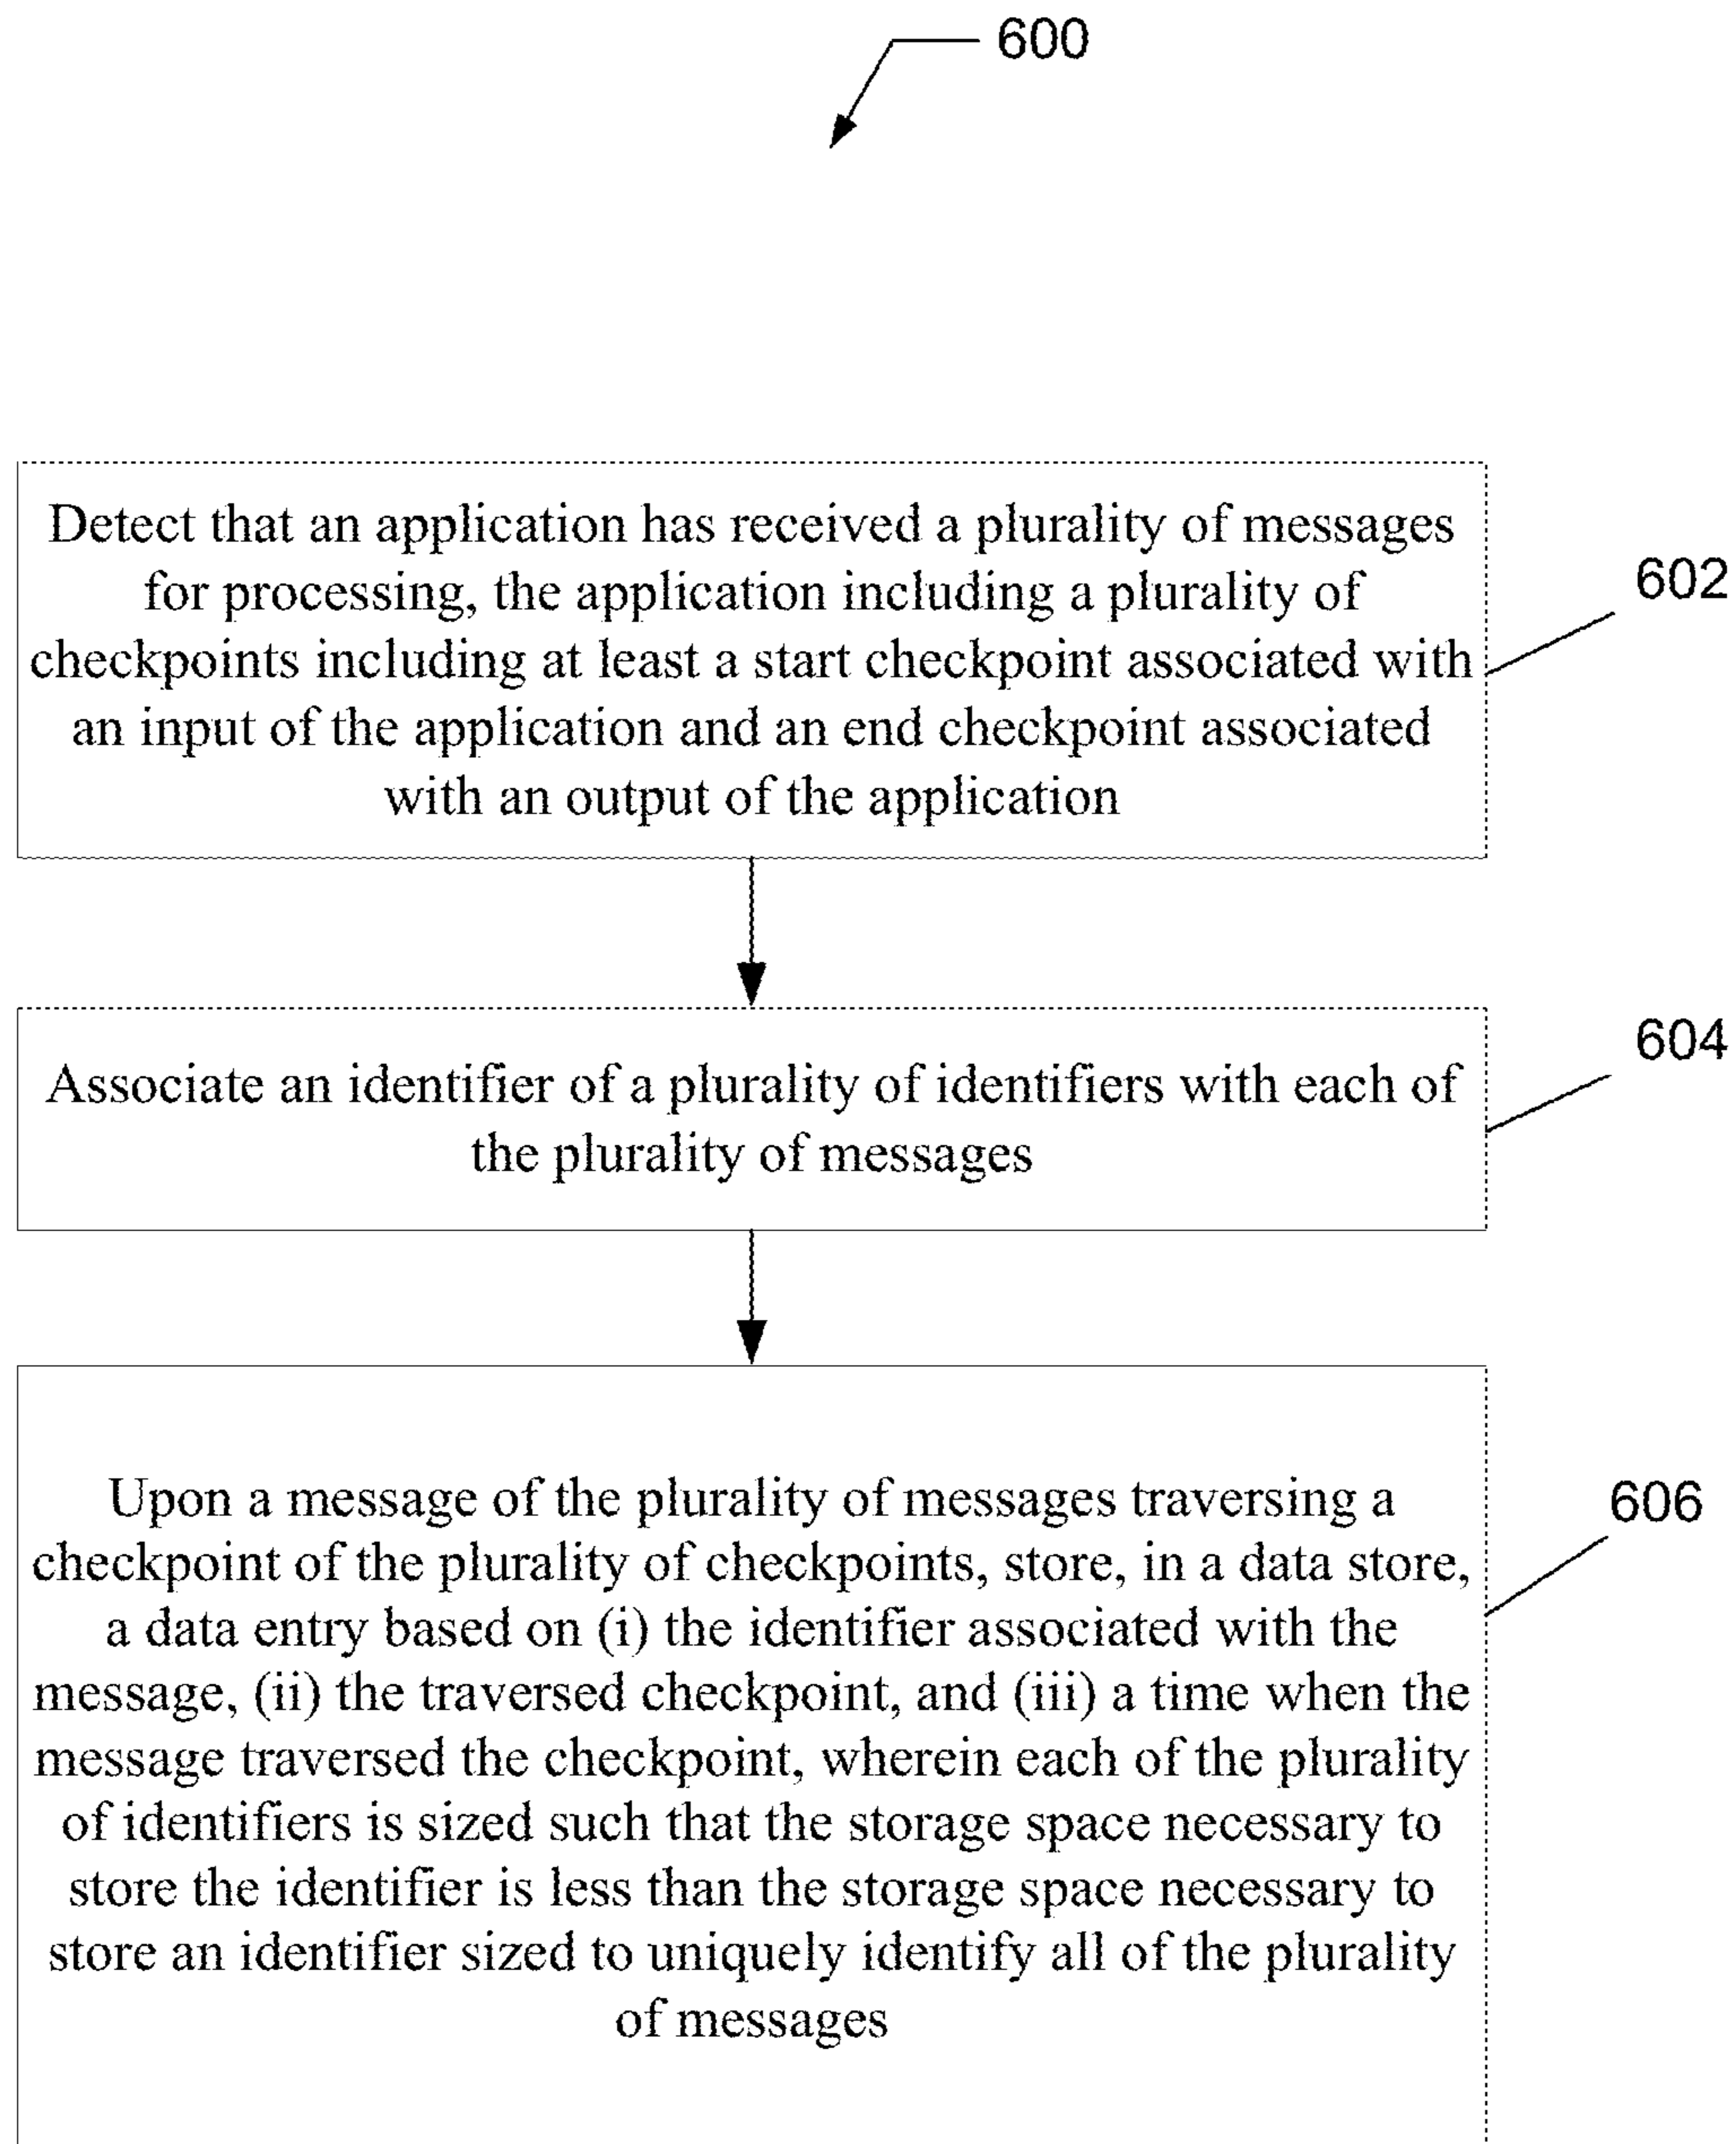 600
Detect that an application has received a plurality of messages
for processing, the application including a plurality of
checkpoints including at least a start checkpoint associated with
an input of the application and an end checkpoint associated
with an output of the application
602
Associate an identifier of a plurality of identifiers with each of
the plurality of messages
604
Upon a message of the plurality of messages traversing a
checkpoint of the plurality of checkpoints, store, in a data store,
a data entry based on (i) the identifier associated with the
message, (ii) the traversed checkpoint, and (iii) a time when the
message traversed the checkpoint, wherein each of the plurality
of identifiers is sized such that the storage space necessary to
store the identifier is less than the storage space necessary to
store an identifier sized to uniquely identify all of the plurality
of messages
606